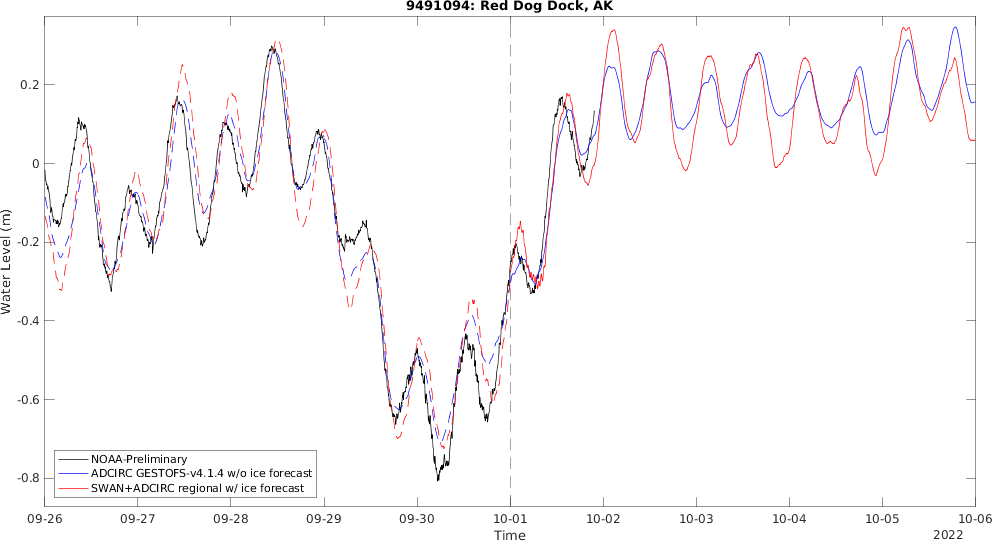 9491094: Red Dog Dock, AK
Water Level (m)
0.2
0
-0.2
-0.4
-0.6
-0.8
NOAA-Preliminary
ADCIRC GESTOFS-v4.1.4 w/o ice forecast
SWAN+ADCIRC regional w/ ice forecast
09-26 09-27 09-28 09-29 09-30 10-01 10-02 10-03 10-04 10-05 10-06
Time
2022